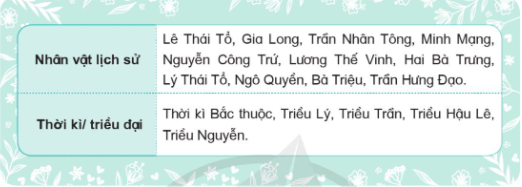 Nhân vật lịch sử
Lê Thái Tổ, Gia Long, Trần Nhân Tông, Minh Mạng,
Nguyễn Công Trứ, Lương Thế Vinh, Hai Bà Trưng,
Lý Thái Tổ, Ngô Quyền, Bà Triệu, Trần Hưng Đạo.
Thời kì/ triều đại
Thời kì Bắc thuộc, Triều Lý, Triều Trần, Triều Hậu Lê,
Triều Nguyễn.